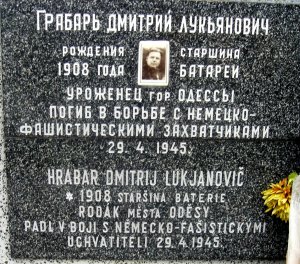 ГРАБАРЬ ДМИТРИЙ ЛУКЬЯНОВИЧ
РОЖДЕНИЯ СТАРШИНА
1908 ГОДА БАТАРЕИ
УРОЖЕНЕЦ ГОР ОДЕССЫ
ПОГИБ В БОРЬБЕ С НЕМЕЦКО-
ФАШИСТИЧЕСКИМИ ЗАХВАТЧИКАМИ
29. 4. 1945.
HRABAR DMITRIJ LUKJANOVIČ
* 1908 STARŠINA BATERIE
RODÁK MĚSTA ODĚSY
PADL V BOJI S NĚMECKO-FAŠISTICKÝMI
UCHVATITELI 29.4.1945.